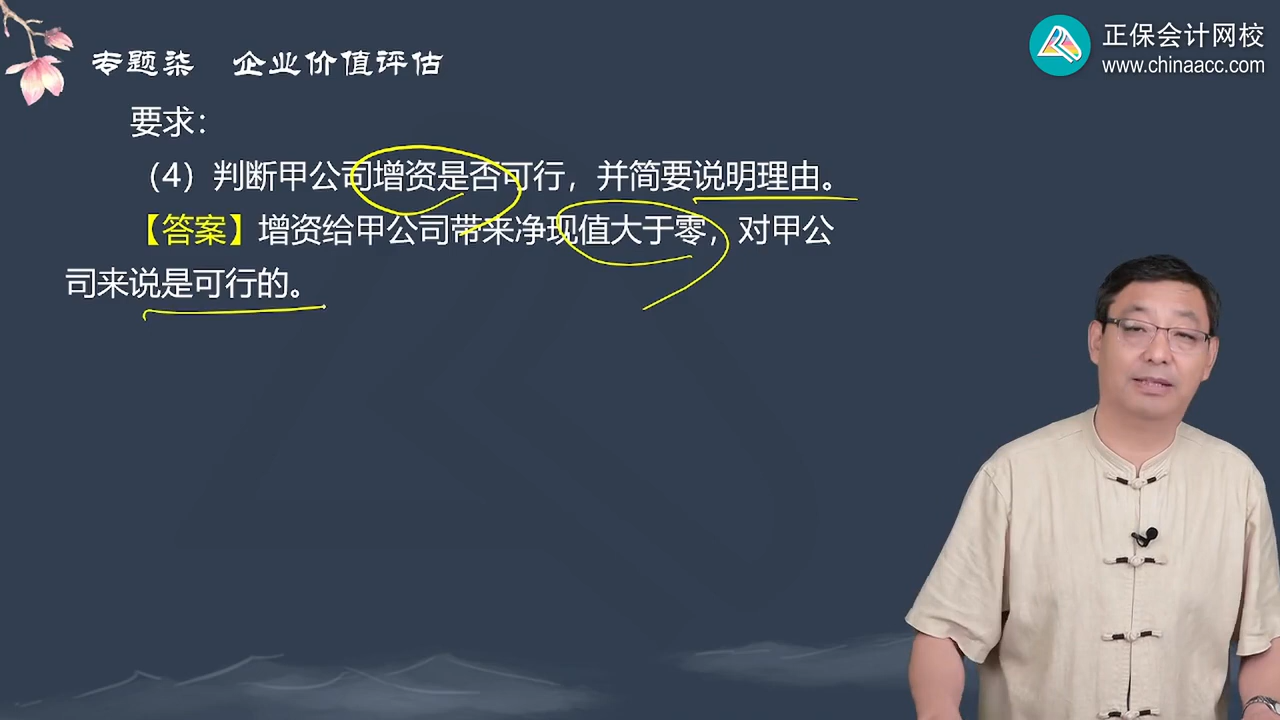 正保会计网校
www.chinaacc.com
专题柒 企业价值评估
要求：
（4）判断甲公司增资是否可行，并简要说明理由。
【答案】增资给甲公司带来净现值大于零，对甲公
司来说是可行的。